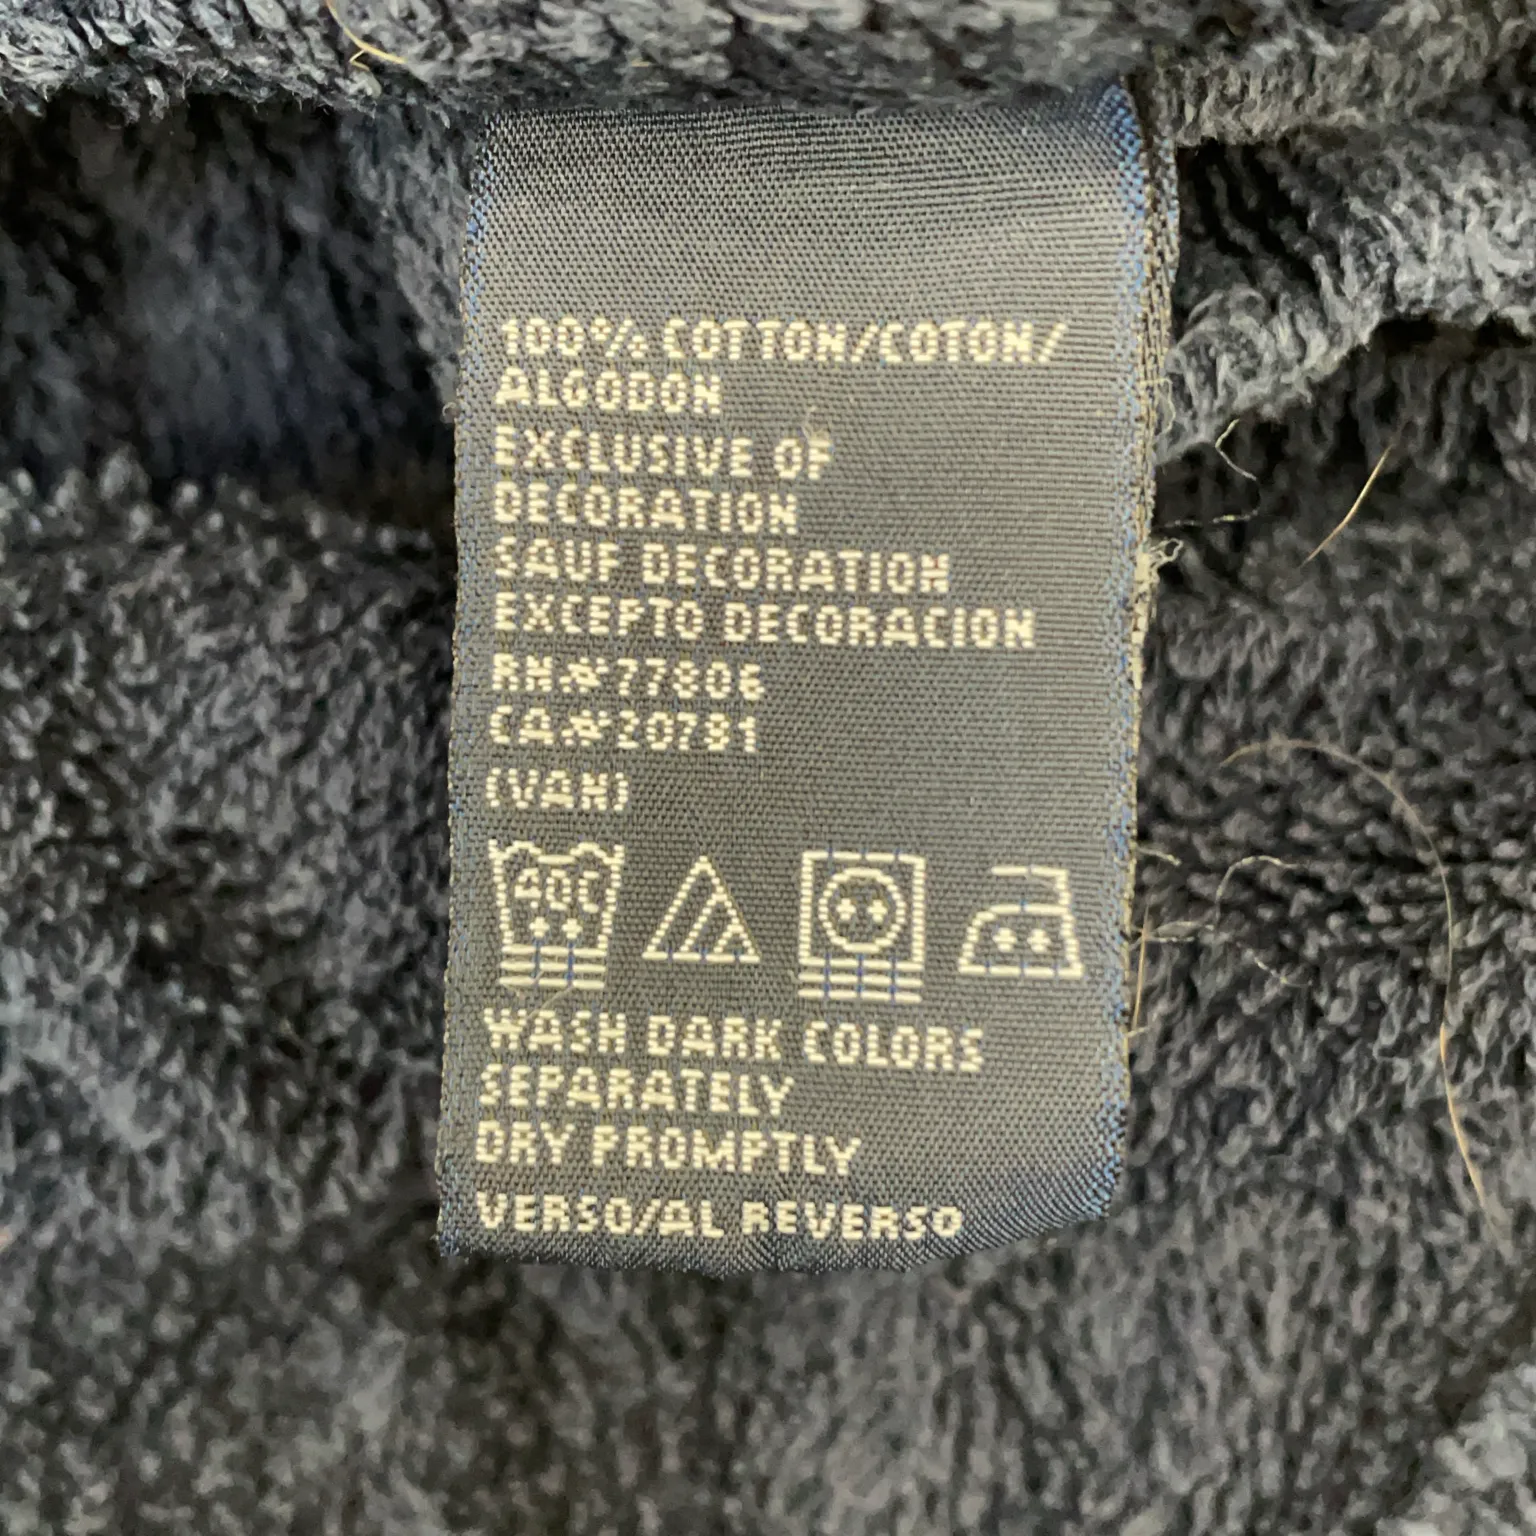 100% COTTON/COTON/
ALGODON
EXCLUSIVE OF
DECORATION
SAUF DECORATION
EXCEPTO DECORACION
RN#77806
CA#20781
(VAN)
40C
WASH DARK COLORS
SEPARATELY
DRY PROMPTLY
VERSO/AL REVERSO